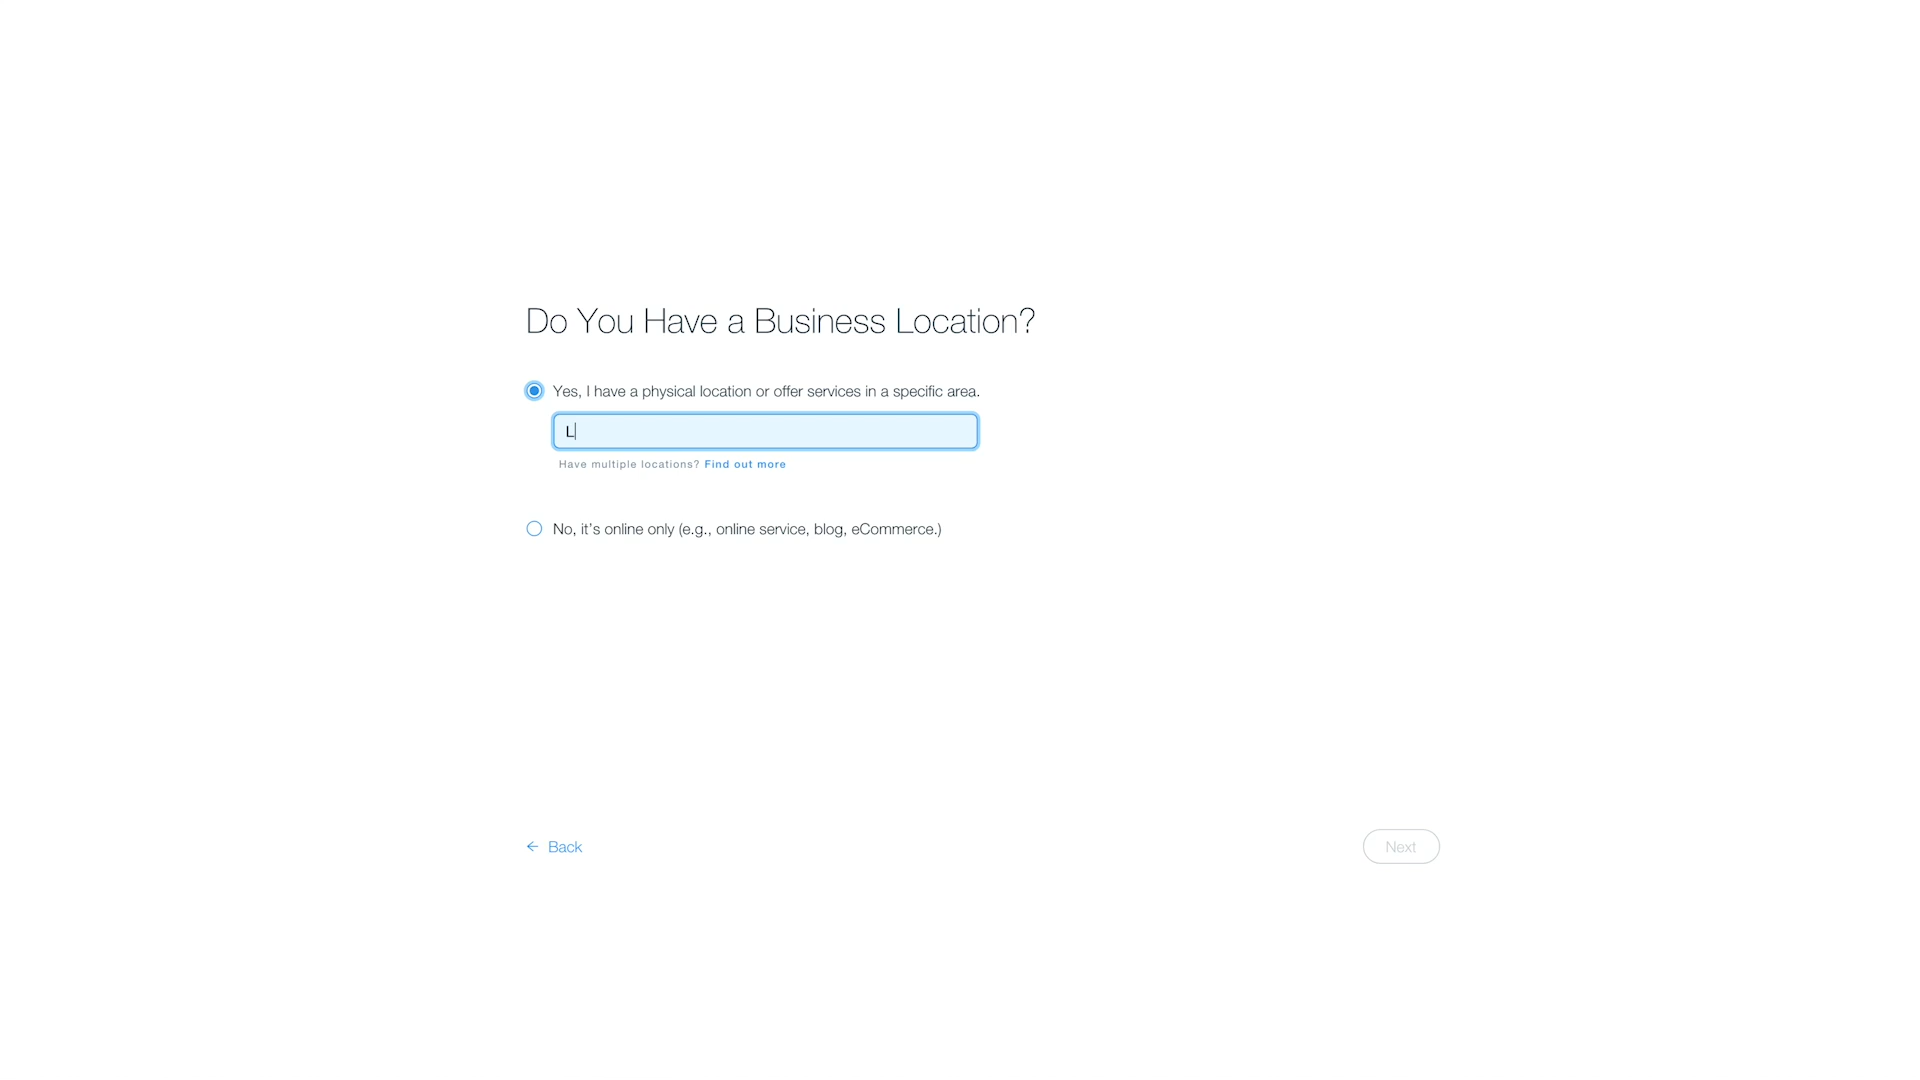 Do You Have a Business Location?
Yes, I have a physical location or offer services in a specific area.
L
Have multiple locations? Find out more
No, it's online only (e.g., online service, blog, eCommerce.)
Back
Next